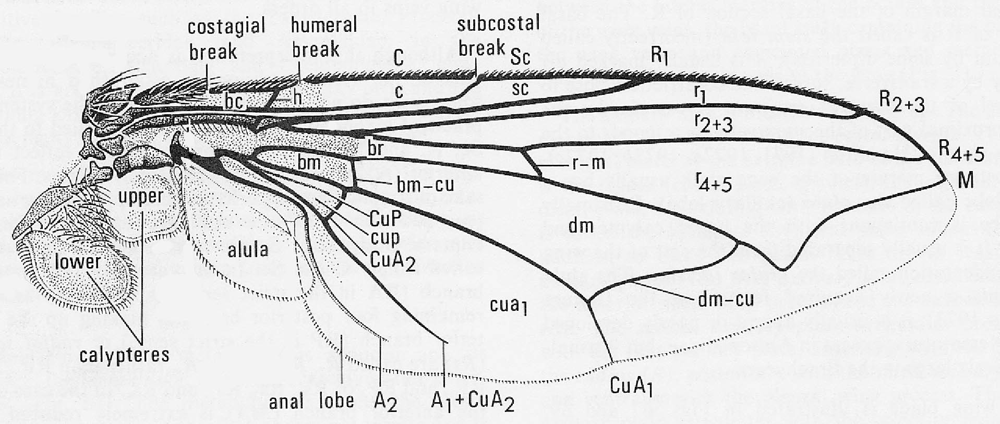 costagial break
humeral break
subcostal break
C
Sc
R1
R2+3
R4+5
M
bc
h
c
sc
r1
r2+3
br
bm
r-m
r4+5
bm-cu
upper
CuP
cup
CuA2
dm
alula
lower
cua1
dm-cu
calypteres
CuA1
anal lobe
A2
A1+CuA2